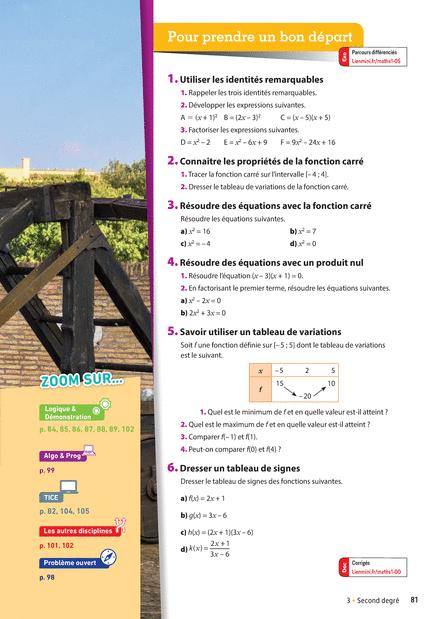 Pour prendre un bon départ
Exo
Parcours différenciés
Lienmini.fr/maths1-05
1. Utiliser les identités remarquables
1. Rappeler les trois identités remarquables.
2. Développer les expressions suivantes.
A = (x + 1)² B = (2x – 3)² C = (x – 5)(x + 5)
3. Factoriser les expressions suivantes.
D = x² – 2 E = x² – 6x + 9 F = 9x² – 24x + 16
2. Connaitre les propriétés de la fonction carré
1. Tracer la fonction carré sur l'intervalle [– 4 ; 4].
2. Dresser le tableau de variations de la fonction carré.
3. Résoudre des équations avec la fonction carré
Résoudre les équations suivantes.
a) x² = 16 b) x² = 7
c) x² = – 4 d) x² = 0
4. Résoudre des équations avec un produit nul
1. Résoudre l'équation (x – 3)(x + 1) = 0.
2. En factorisant le premier terme, résoudre les équations suivantes.
a) x² – 2x = 0
b) 2x² + 3x = 0
5. Savoir utiliser un tableau de variations
Soit f une fonction définie sur [– 5 ; 5] dont le tableau de variations
est le suivant.
x – 5 2 5
f 15 – 20 10
1. Quel est le minimum de f et en quelle valeur est-il atteint ?
2. Quel est le maximum de f et en quelle valeur est-il atteint ?
3. Comparer f(– 1) et f(1).
4. Peut-on comparer f(0) et f(4) ?
6. Dresser un tableau de signes
Dresser le tableau de signes des fonctions suivantes.
a) f(x) = 2x + 1
b) g(x) = 3x – 6
c) h(x) = (2x + 1)(3x – 6)
d) k(x) = 2x + 1
3x – 6
Doc
Corrigés
Lienmini.fr/maths1-00
ZOOM SUR...
Logique &
Démonstration
p. 84, 85, 86, 87, 88, 89, 102
Algo & Prog
p. 99
TICE
p. 82, 104, 105
Les autres disciplines
p. 101, 102
Problème ouvert
p. 98
3 • Second degré 81